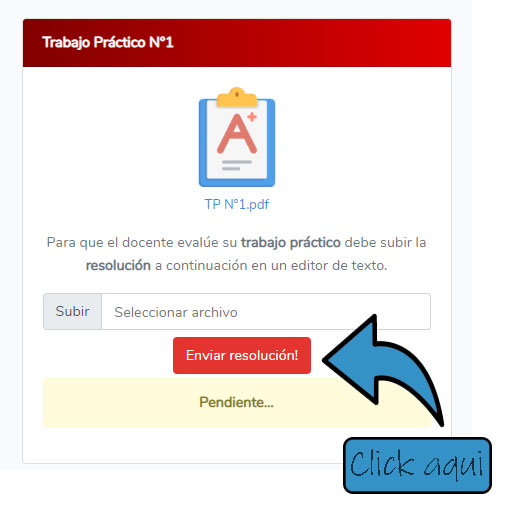 Trabajo Práctico N°1
A+
TP N°1.pdf
Para que el docente evalúe su trabajo práctico debe subir la
resolución a continuación en un editor de texto.
Subir Seleccionar archivo
Enviar resolución!
Pendiente...
Click aqui